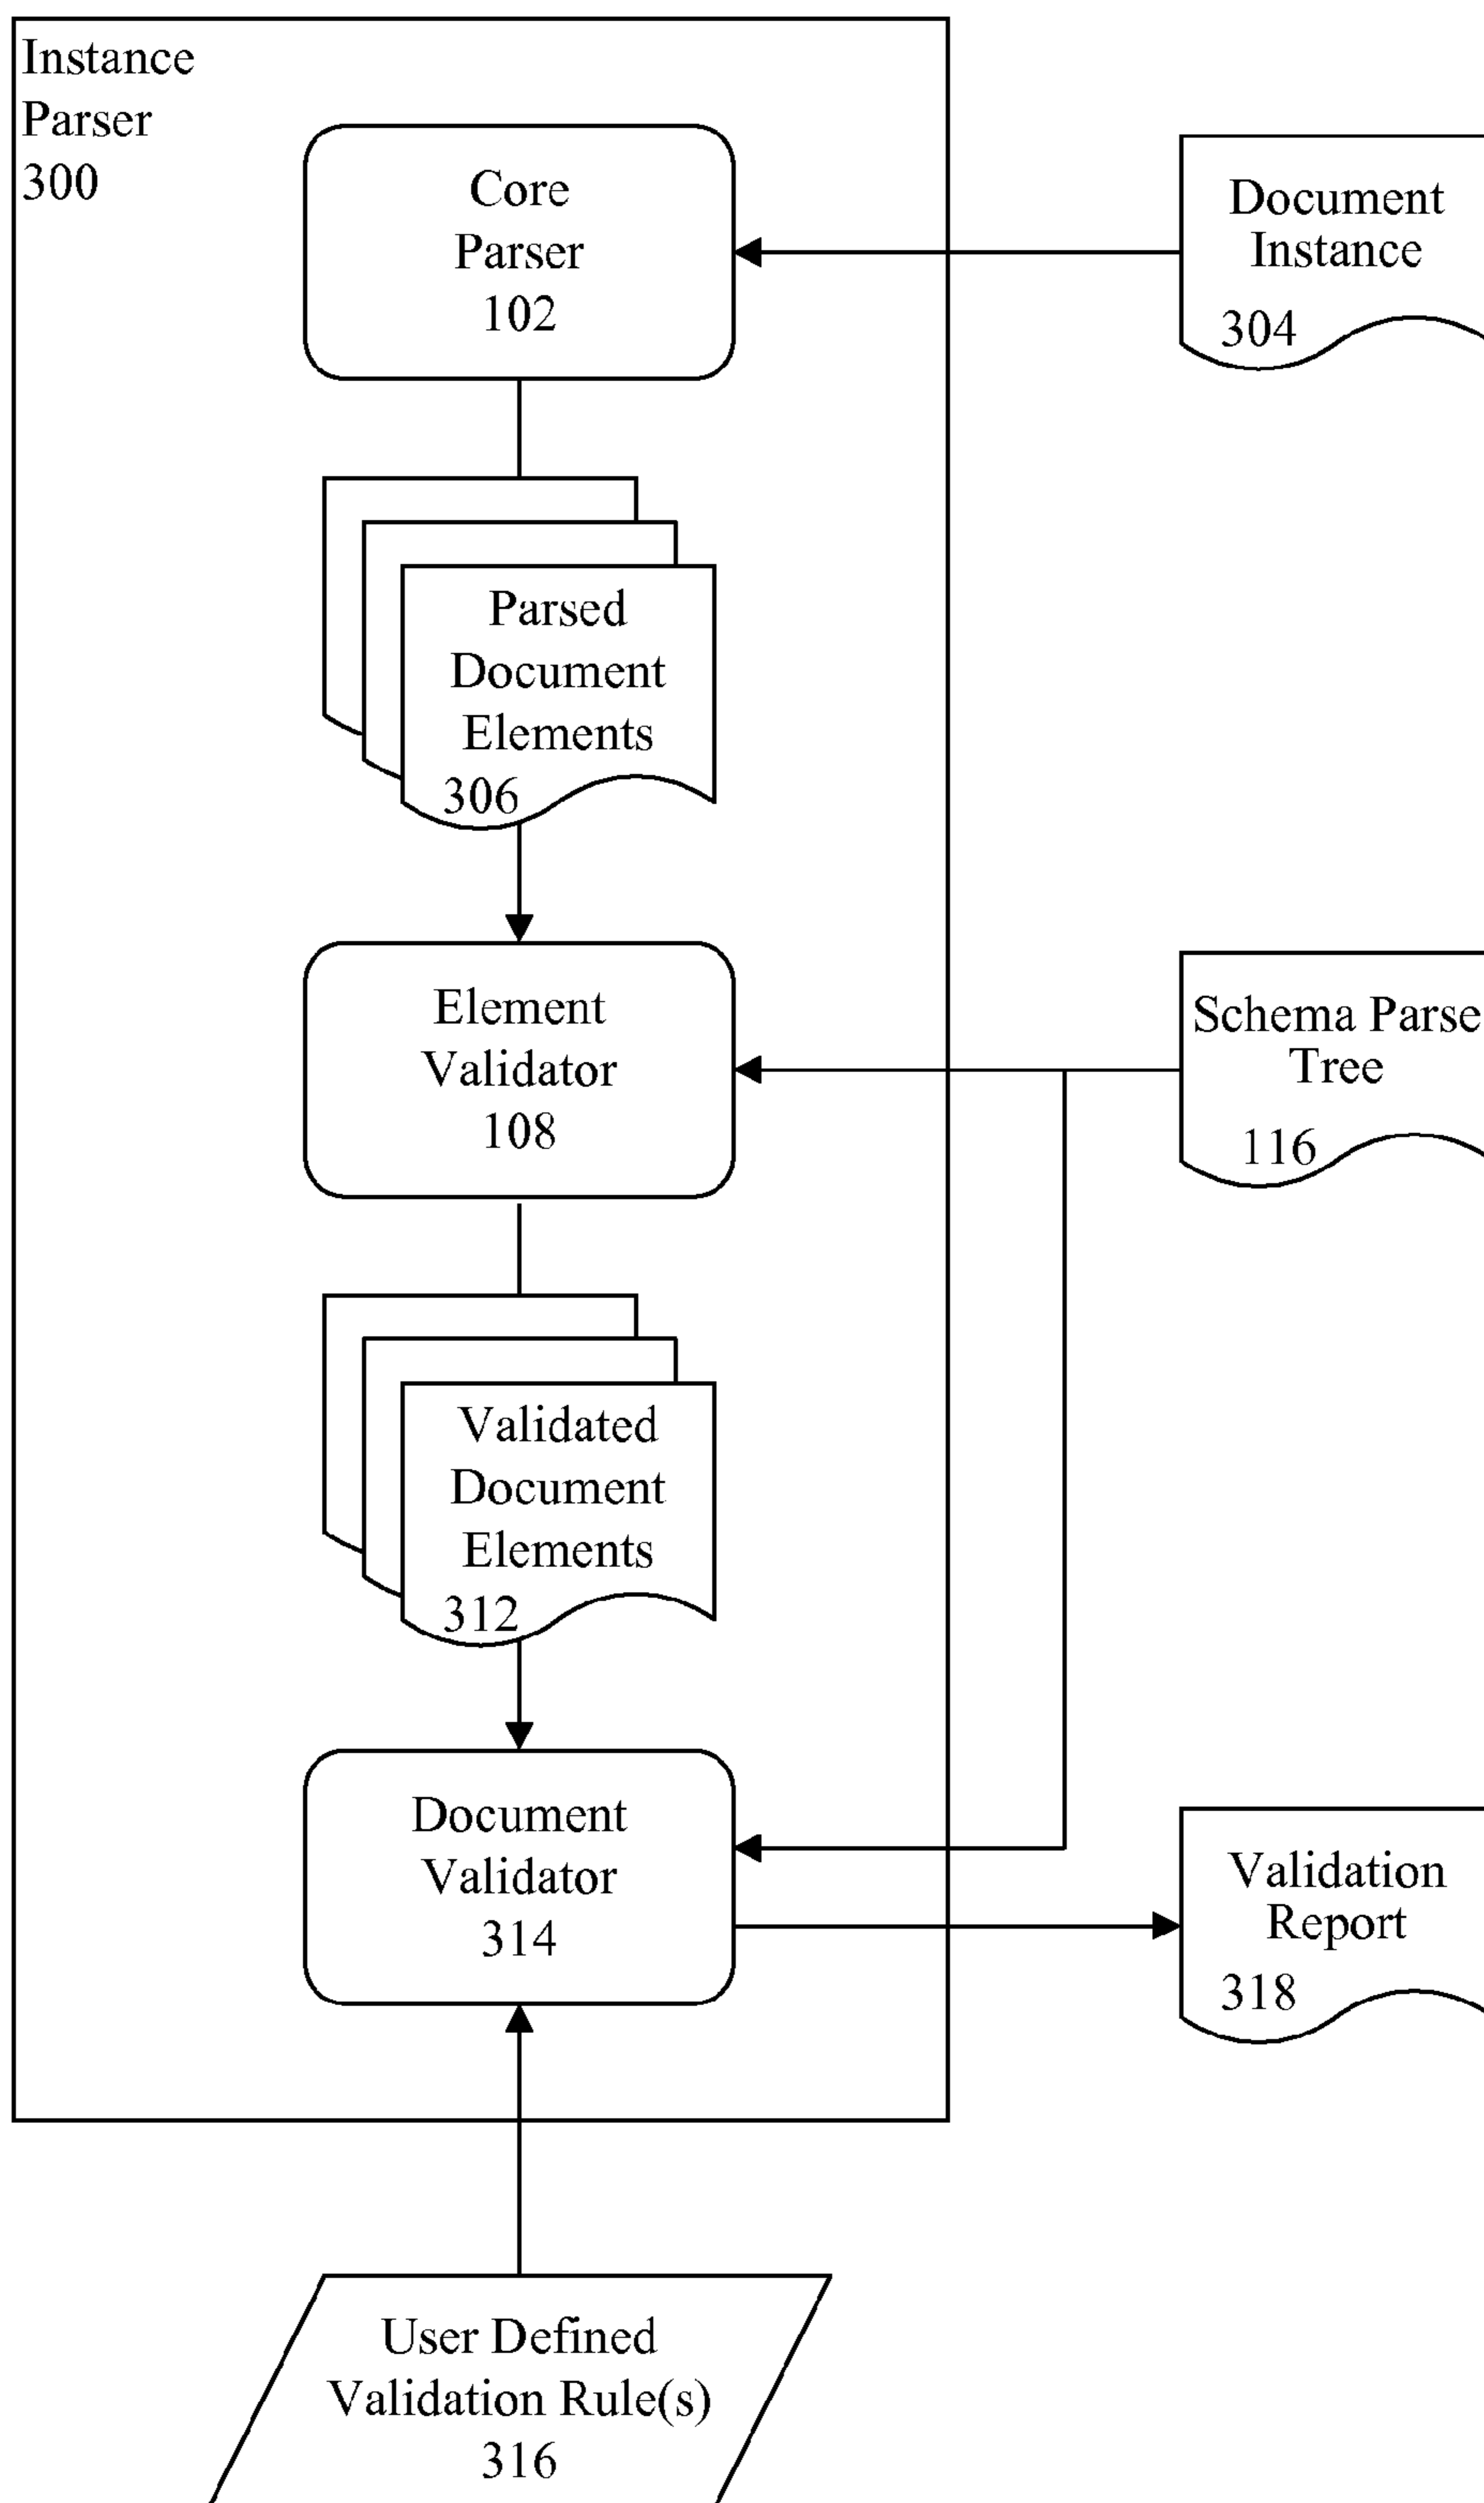 Instance
Parser
300
Core
Parser
102
Document
Instance
304
Parsed
Document
Elements
306
Element
Validator
108
Schema Parse
Tree
116
Validated
Document
Elements
312
Document
Validator
314
Validation
Report
318
User Defined
Validation Rule(s)
316